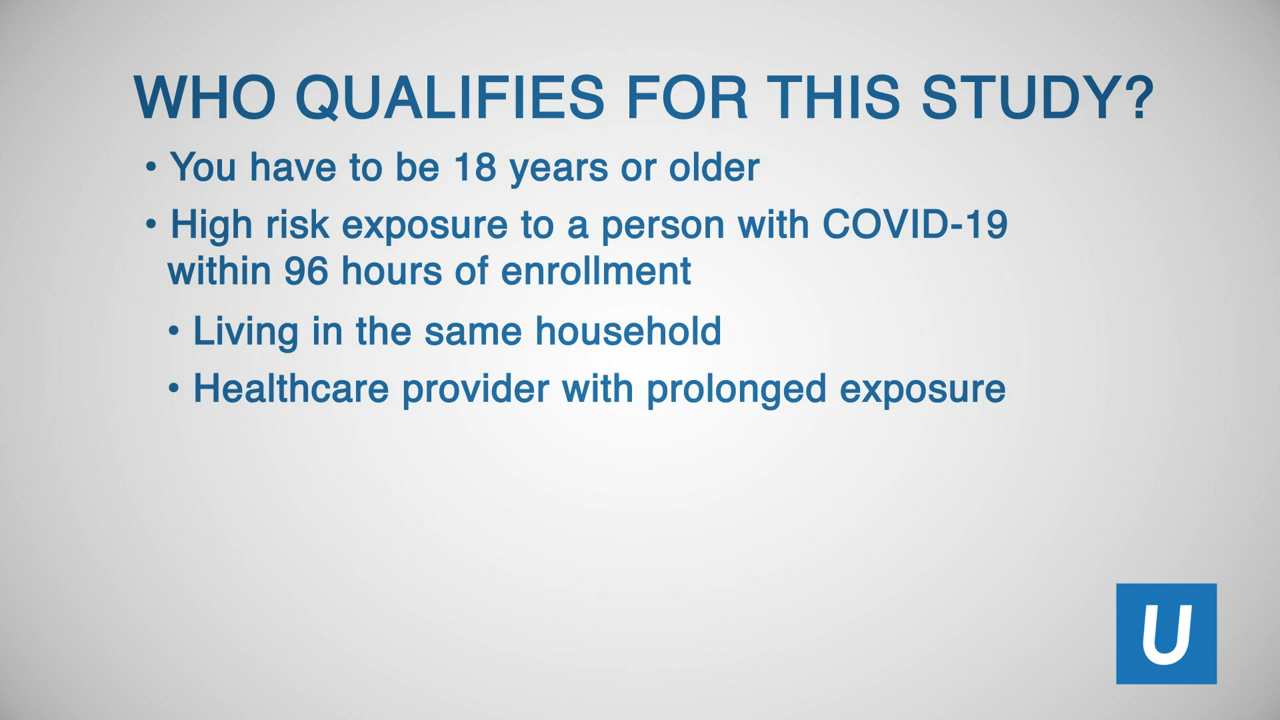 WHO QUALIFIES FOR THIS STUDY?
• You have to be 18 years or older
• High risk exposure to a person with COVID-19
within 96 hours of enrollment
• Living in the same household
• Healthcare provider with prolonged exposure
U